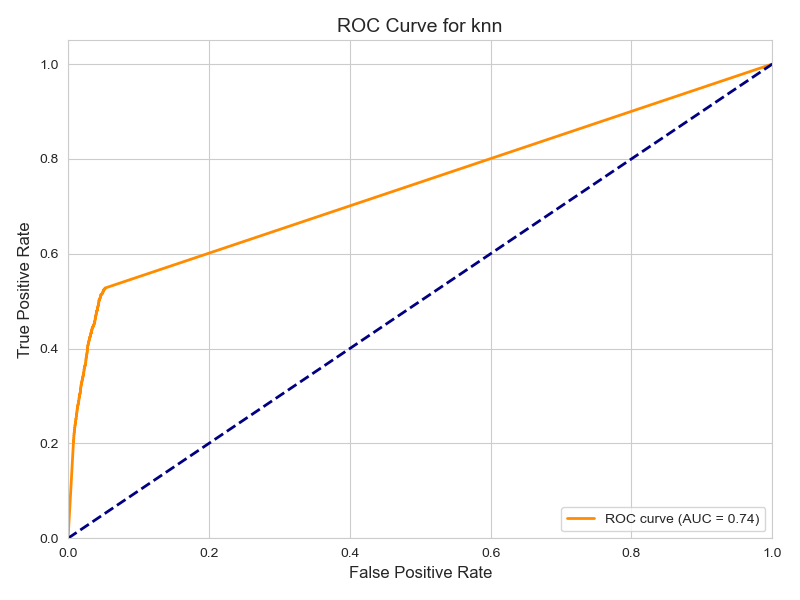 ROC Curve for knn
1.0
0.8
0.6
0.4
0.2
0.0
True Positive Rate
0.0 0.2 0.4 0.6 0.8 1.0
False Positive Rate
ROC curve (AUC = 0.74)